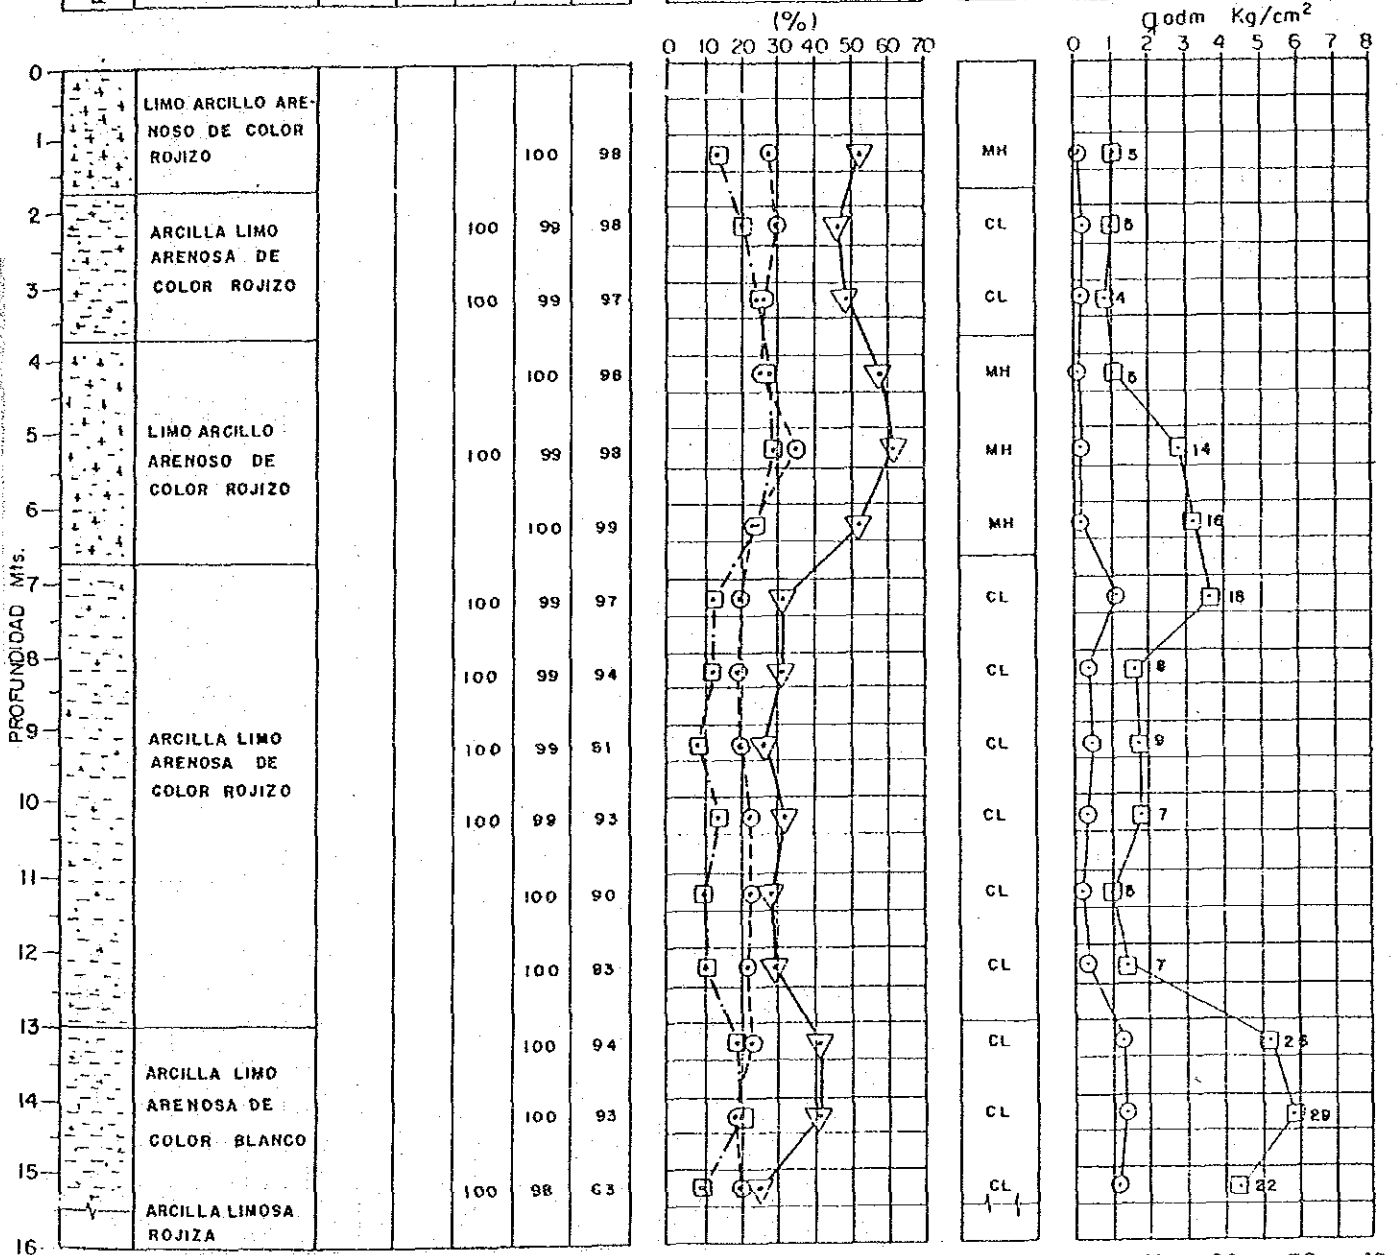 (%)
qodm Kg/cm²
0 10 20 30 40 50 60 70
0 1 2 3 4 5 6 7 8
PROFUNDIDAD Mts.
0
LIMO ARCILLO ARE-
NOSO DE COLOR
ROJIZO
1
100 98 MH 5
2
ARCILLA LIMO
ARENOSA DE
COLOR ROJIZO
100 99 98 CL
3
100 99 97 CL 4
4
100 96 MH
LIMO ARCILLO
ARENOSO DE
COLOR ROJIZO
5
100 99 98 MH 14
6
100 99 MH 16
7
100 99 97 CL 18
8
100 99 94 CL 8
9
ARCILLA LIMO
ARENOSA DE
COLOR ROJIZO
100 99 CL 9
10
100 99 93 CL 7
11
100 90 CL
12
100 CL 7
13
100 94 CL
ARCILLA LIMO
ARENOSA DE
COLOR BLANCO
14
100 93 CL 29
15
100 98 CL 22
ARCILLA LIMOSA
ROJIZA
16